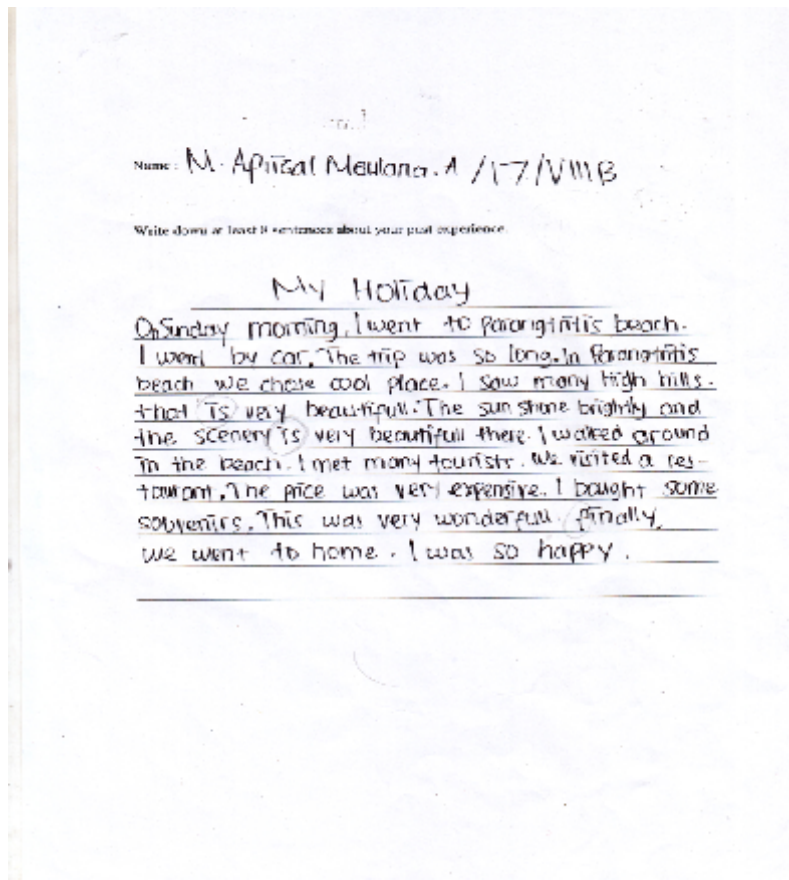 Name : M. Apirsal Meulana. A /17/VIIIB
Write down at least 8 sentences about your past experience.
My Holiday
On Sunday morning, I went to Parangtritis beach.
I went by car. The trip was so long. In Parangtritis
beach we chose cool place. I saw many high hills.
that is very beautifull. The sun shone brightly and
the scenery is very beautifull there. I walked around
in the beach. I met many tourists. We visited a res-
taurant. The price was very expensive. I bought some
souvenirs. This was very wonderfull. finally,
we went to home. I was so happy.